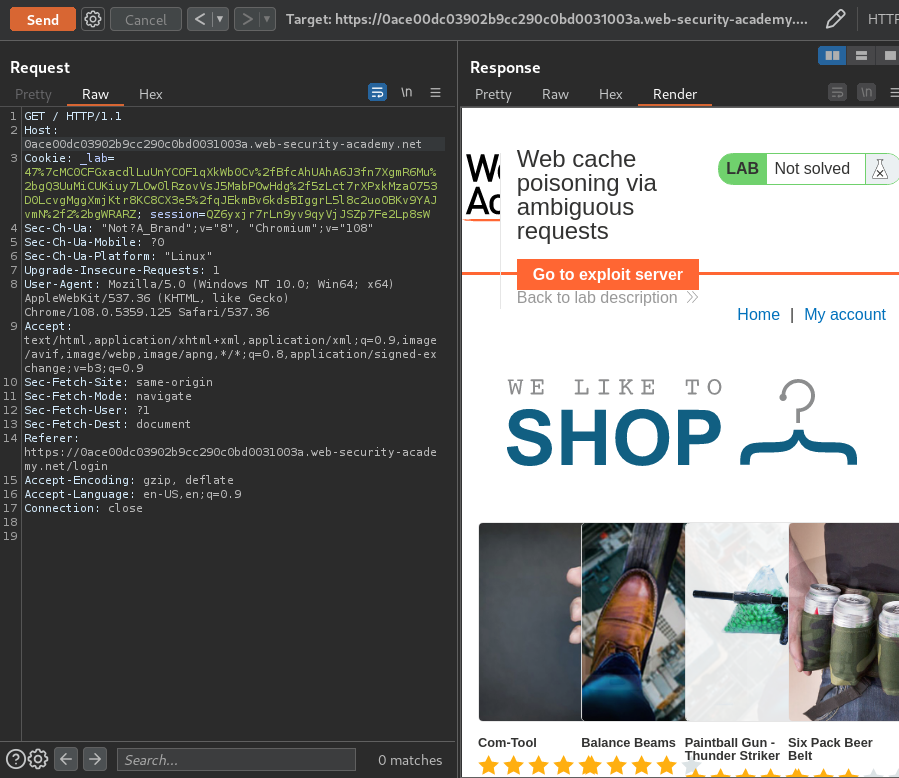 Send
Cancel
Target: https://0ace00dc03902b9cc290c0bd0031003a.web-security-academy....
HTTP
Request
Pretty
Raw
Hex
\n
1 GET / HTTP/1.1
2 Host:
0ace00dc03902b9cc290c0bd0031003a.web-security-academy.net
3 Cookie: _lab=
47%7cMC0CFGxacdlLuUnYCOF1qXkWbOCv%2fBfcAhUAhA6J3fn7XgmR6Mu%
2bgQ3UuMiCUKiuy7LOwOlRzovVsJ5MabPOwHdg%2f5zLct7rXPxkMzaO753
DOLcvgMggXmjKtr8KC8CX3e5%2fqJEkmBv6kdsBIggrL5l8c2uoOBKv9YAJ
vmN%2f2%2bgWRARZ; session=QZ6yxjr7rLn9yv9qyVjJSZp7Fe2Lp8sW
4 Sec-Ch-Ua: "Not?A_Brand";v="8", "Chromium";v="108"
5 Sec-Ch-Ua-Mobile: ?0
6 Sec-Ch-Ua-Platform: "Linux"
7 Upgrade-Insecure-Requests: 1
8 User-Agent: Mozilla/5.0 (Windows NT 10.0; Win64; x64)
AppleWebKit/537.36 (KHTML, like Gecko)
Chrome/108.0.5359.125 Safari/537.36
9 Accept:
text/html,application/xhtml+xml,application/xml;q=0.9,image
/avif,image/webp,image/apng,*/*;q=0.8,application/signed-ex
change;v=b3;q=0.9
10 Sec-Fetch-Site: same-origin
11 Sec-Fetch-Mode: navigate
12 Sec-Fetch-User: ?1
13 Sec-Fetch-Dest: document
14 Referer:
https://0ace00dc03902b9cc290c0bd0031003a.web-security-acade
my.net/login
15 Accept-Encoding: gzip, deflate
16 Accept-Language: en-US,en;q=0.9
17 Connection: close
18
19
Search...
0 matches
Response
Pretty
Raw
Hex
Render
\n
Web cache
poisoning via
ambiguous
requests
LAB
Not solved
Go to exploit server
Back to lab description
Home | My account
WE LIKE TO
SHOP
Com-Tool
Balance Beams
Paintball Gun -
Thunder Striker
Six Pack Beer
Belt